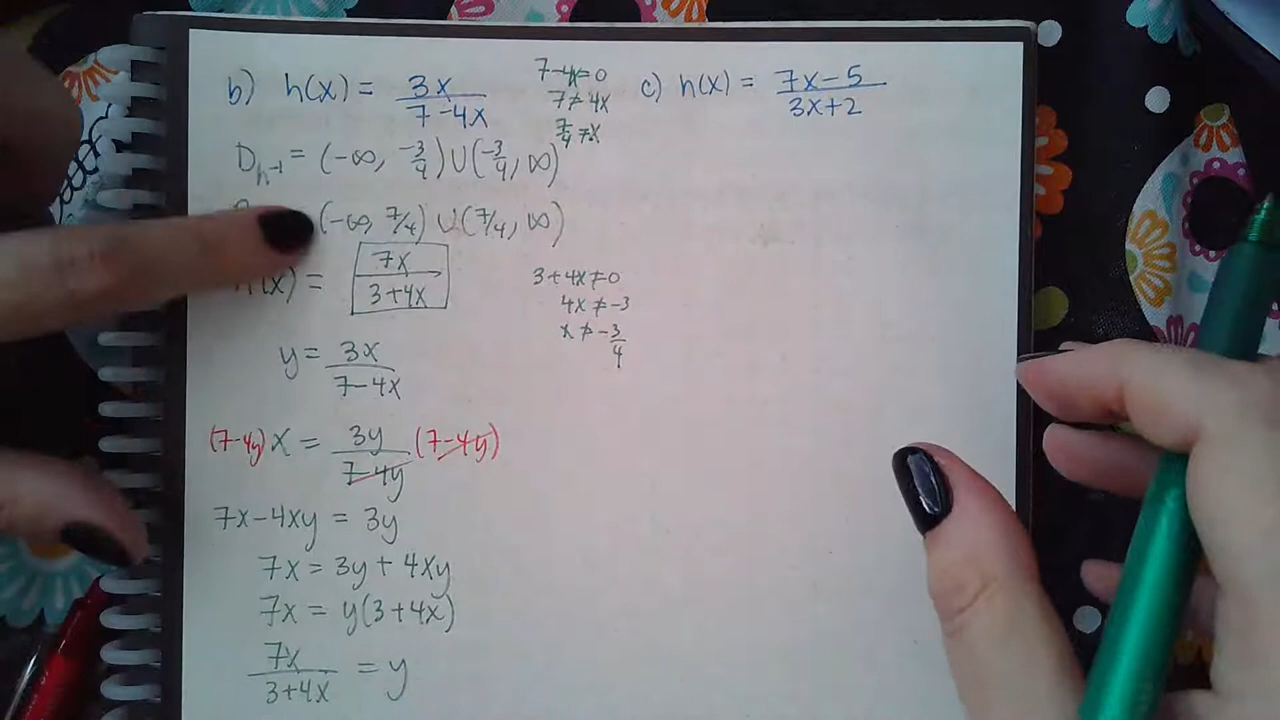 b) h(x) = 3x / 7-4x
7-4x=0
7≠4x
7/4≠x
D h⁻¹ = (-∞, -3/4) ∪ (-3/4, ∞)
(-∞, 7/4) ∪ (7/4, ∞)
(x) = 7x / 3+4x
3+4x≠0
4x≠-3
x≠-3/4
y = 3x / 7-4x
(7-4y) x = 3y / 7-4y (7-4y)
7x-4xy = 3y
7x = 3y + 4xy
7x = y(3+4x)
7x / 3+4x = y
c) h(x) = 7x-5 / 3x+2